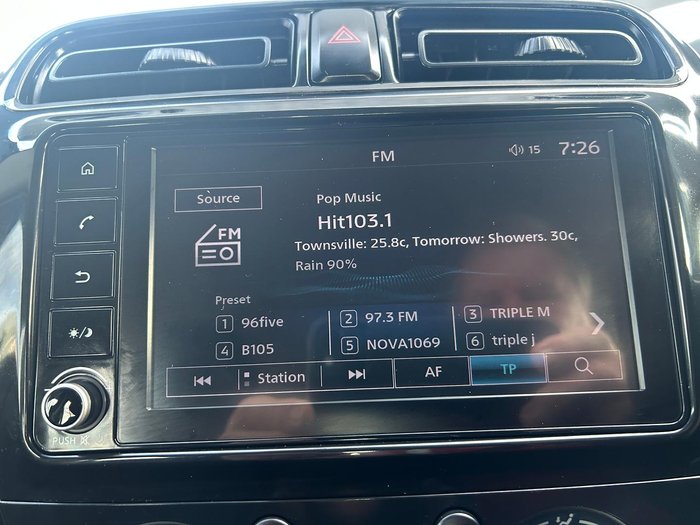 FM
15 7:26
Source
Pop Music
Hit103.1
FM
Townsville: 25.8c, Tomorrow: Showers. 30c,
Rain 90%
Preset
1 96five
2 97.3 FM
3 TRIPLE M
4 B105
5 NOVA1069
6 triple j
Station
AF
TP
PUSH